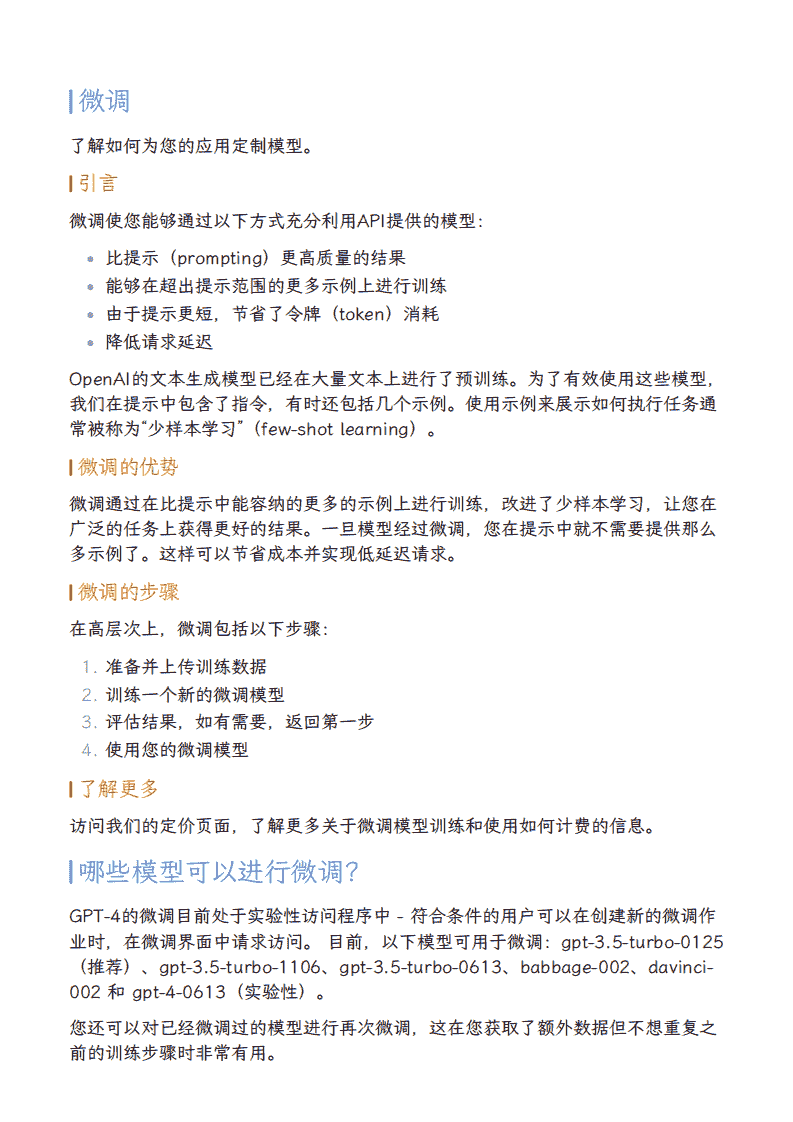 微调
了解如何为您的应用定制模型。
引言
微调使您能够通过以下方式充分利用API提供的模型：
• 比提示（prompting）更高质量的结果
• 能够在超出提示范围的更多示例上进行训练
• 由于提示更短，节省了令牌（token）消耗
• 降低请求延迟
OpenAI的文本生成模型已经在大量文本上进行了预训练。为了有效使用这些模型，
我们在提示中包含了指令，有时还包括几个示例。使用示例来展示如何执行任务通
常被称为“少样本学习”（few-shot learning）。
微调的优势
微调通过在比提示中能容纳的更多的示例上进行训练，改进了少样本学习，让您在
广泛的任务上获得更好的结果。一旦模型经过微调，您在提示中就不需要提供那么
多示例了。这样可以节省成本并实现低延迟请求。
微调的步骤
在高层次上，微调包括以下步骤：
1. 准备并上传训练数据
2. 训练一个新的微调模型
3. 评估结果，如有需要，返回第一步
4. 使用您的微调模型
了解更多
访问我们的定价页面，了解更多关于微调模型训练和使用如何计费的信息。
哪些模型可以进行微调？
GPT-4的微调目前处于实验性访问程序中 - 符合条件的用户可以在创建新的微调作
业时，在微调界面中请求访问。 目前，以下模型可用于微调：gpt-3.5-turbo-0125
（推荐）、gpt-3.5-turbo-1106、gpt-3.5-turbo-0613、babbage-002、davinci-
002 和 gpt-4-0613（实验性）。
您还可以对已经微调过的模型进行再次微调，这在您获取了额外数据但不想重复之
前的训练步骤时非常有用。